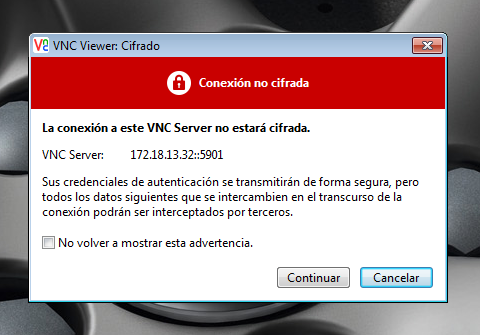 VNC Viewer: Cifrado
Conexión no cifrada
La conexión a este VNC Server no estará cifrada.
VNC Server: 172.18.13.32::5901
Sus credenciales de autenticación se transmitirán de forma segura, pero
todos los datos siguientes que se intercambien en el transcurso de la
conexión podrán ser interceptados por terceros.
No volver a mostrar esta advertencia.
Continuar Cancelar